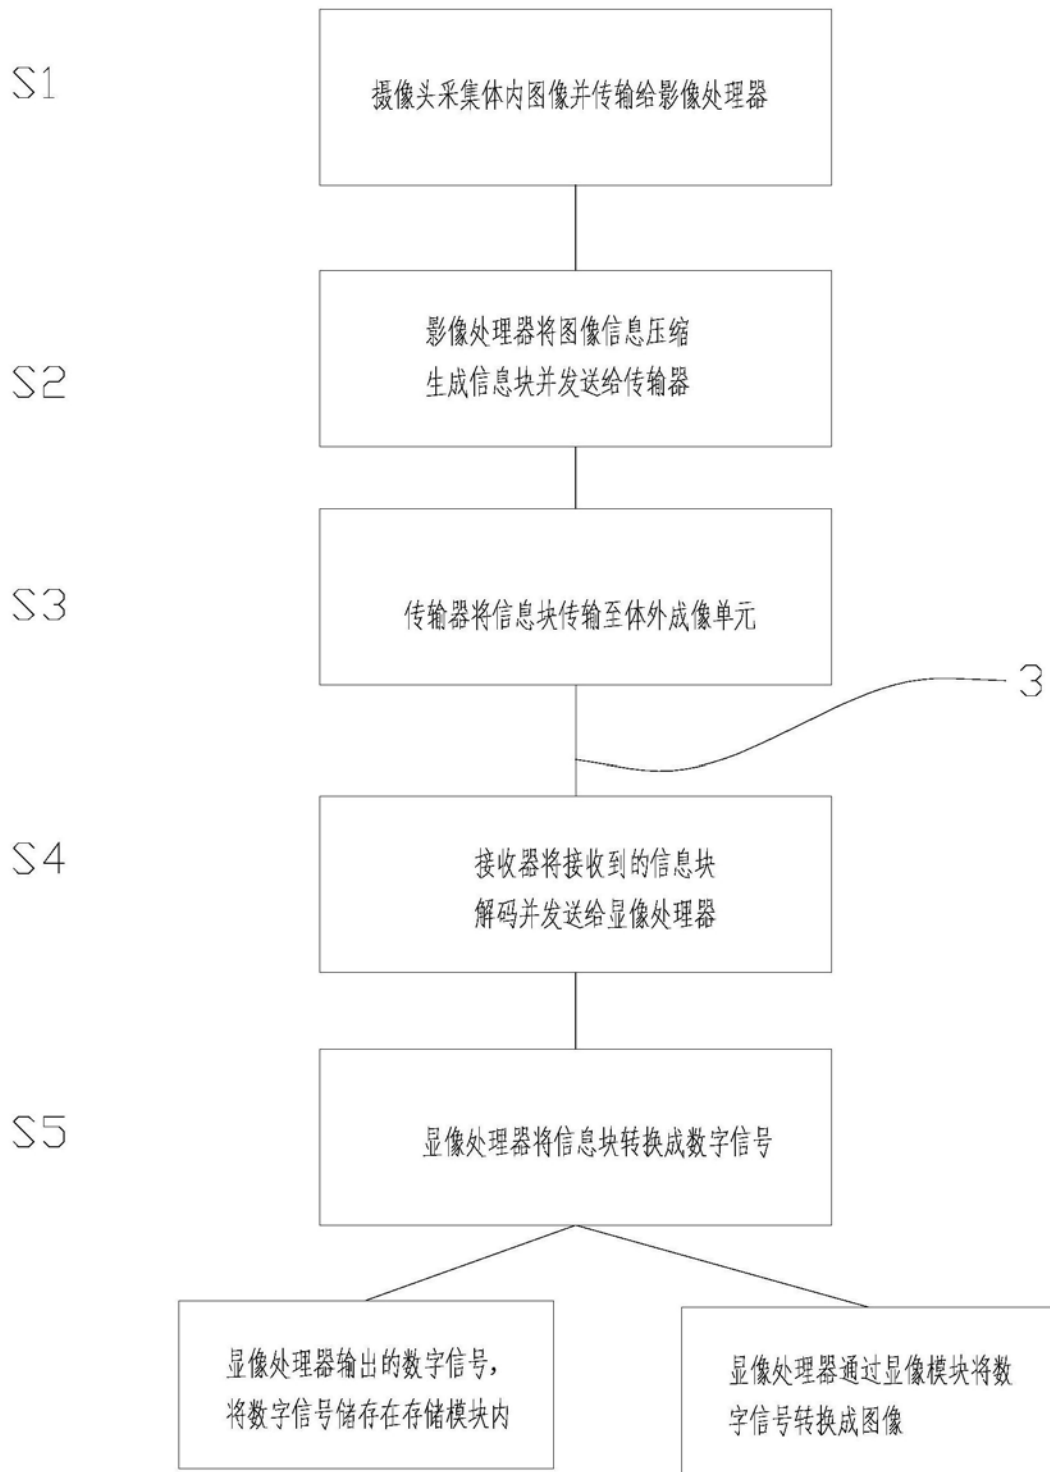 S1
摄像头采集体内图像并传输给影像处理器
影像处理器将图像信息压缩
S2
生成信息块并发送给传输器
S3
传输器将信息块传输至体外成像单元
3
S4
接收器将接收到的信息块
解码并发送给显像处理器
S5
显像处理器将信息块转换成数字信号
显像处理器输出的数字信号，
将数字信号储存在存储模块内
显像处理器通过显像模块将数
字信号转换成图像